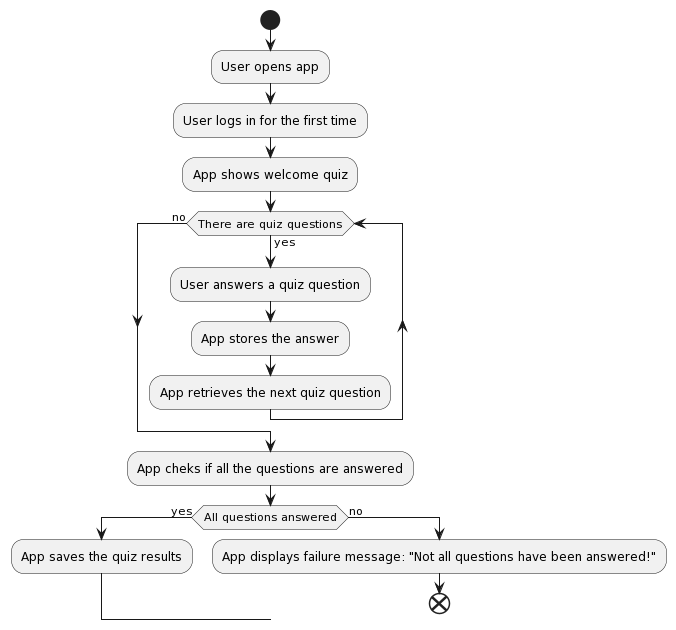 User opens app
User logs in for the first time
App shows welcome quiz
no
There are quiz questions
yes
User answers a quiz question
App stores the answer
App retrieves the next quiz question
App cheks if all the questions are answered
yes
All questions answered
no
App saves the quiz results
App displays failure message: "Not all questions have been answered!"